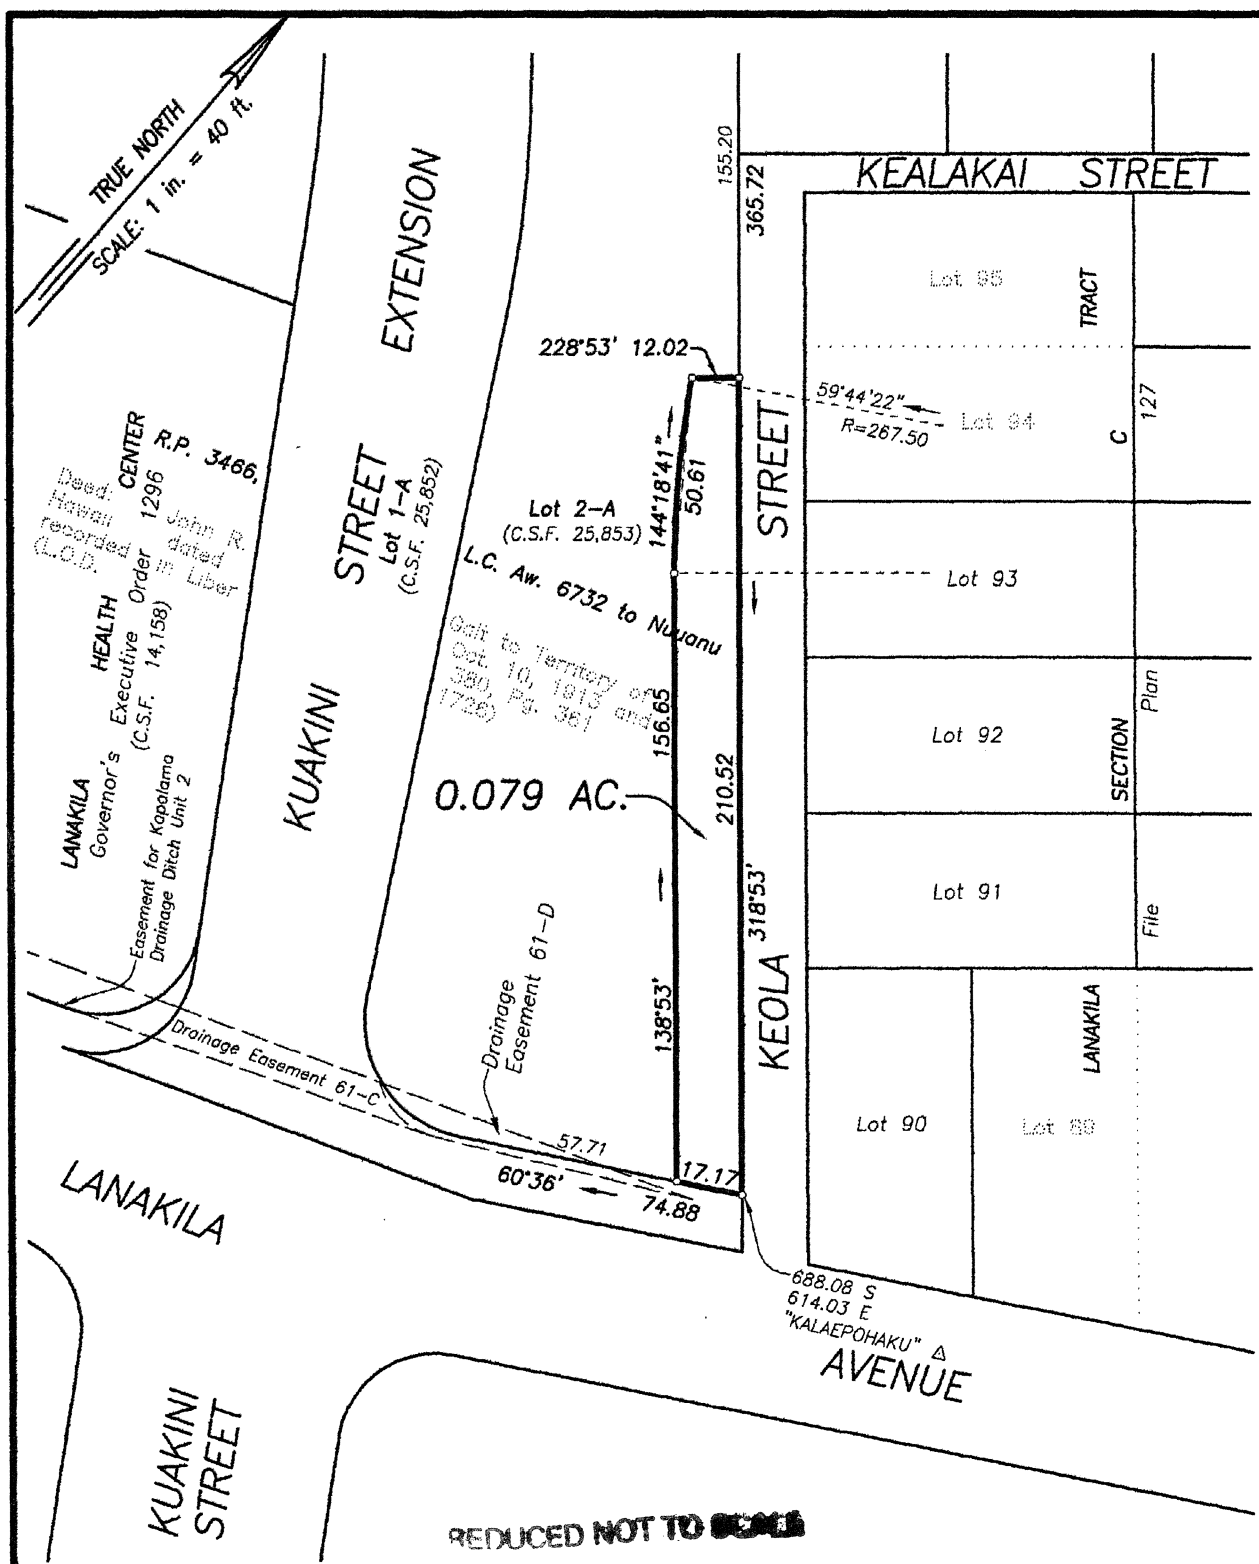 TRUE NORTH
SCALE: 1 in. = 40 ft.
KUAKINI
STREET
EXTENSION
Lot 1-A
(C.S.F. 25,852)
155.20
365.72
KEALAKAI STREET
Lot 95
TRACT
228°53' 12.02
59°44'22"
R=267.50
Lot 94
C
127
144°18'41"
50.61
STREET
R.P. 3466,
L.C. Aw. 6732 to Nuuanu
Deed: John R.
Galt to Territory of
Hawaii dated
Oct. 10, 1913 and
recorded in Liber
380, Pg. 361
(L.O.D. 1726)
LANAKILA HEALTH CENTER
Governor's Executive Order 1296
(C.S.F. 14,158)
Lot 2-A
(C.S.F. 25,853)
Lot 93
156.65
210.52
Lot 92
Plan
0.079 AC.
SECTION
Easement for Kapalama
Drainage Ditch Unit 2
318°53'
Lot 91
File
Drainage
Easement 61-D
138°53'
KEOLA
LANAKILA
Drainage Easement 61-C
Lot 90
Lot 89
57.71
17.17
60°36'
74.88
LANAKILA
688.08 S
614.03 E
"KALAEPOHAKU"
AVENUE
KUAKINI
STREET
REDUCED NOT TO SCALE